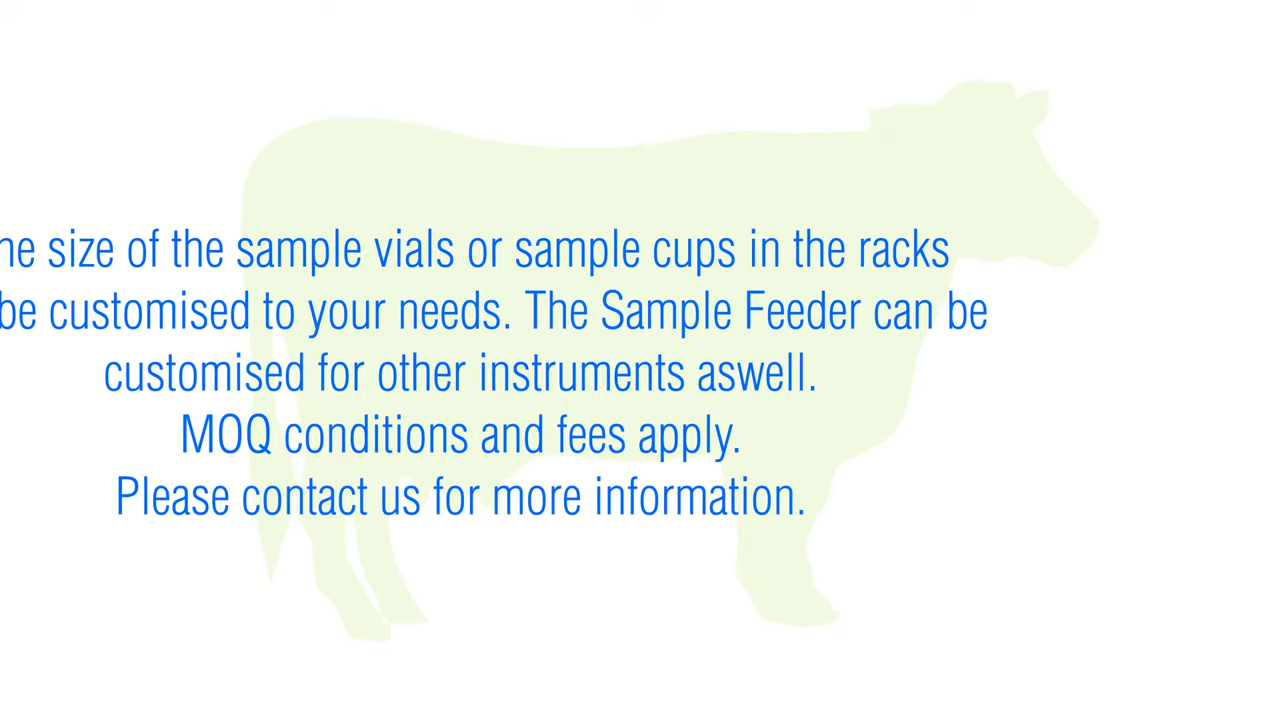 he size of the sample vials or sample cups in the racks
be customised to your needs. The Sample Feeder can be
customised for other instruments aswell.
MOQ conditions and fees apply.
Please contact us for more information.